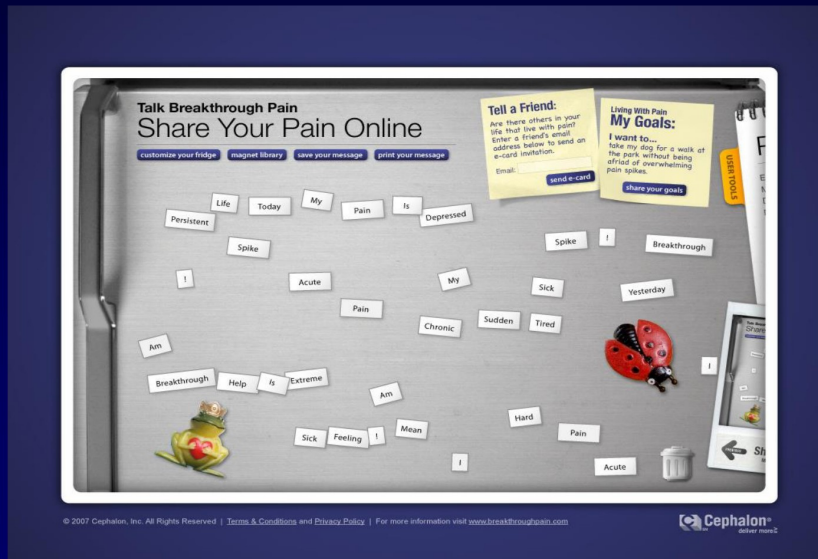 Talk Breakthrough Pain
Share Your Pain Online
customize your fridge
magnet library
save your message
print your message
Tell a Friend:
Are there others in your
life that live with pain?
Enter a friend's email
address below to send an
e-card invitation.
Email:
send e-card
Living With Pain
My Goals:
I want to...
take my dog for a walk at
the park without being
afriad of overwhelming
pain spikes.
share your goals
USER TOOLS
Persistent
Life
Today
My
Pain
Is
Depressed
Spike
Spike
!
Breakthrough
!
Acute
My
Sick
Yesterday
Pain
Chronic
Sudden
Tired
Am
I
Breakthrough
Help
Is
Extreme
Am
Sick
Feeling
!
Mean
Hard
Pain
I
Acute
Sh
© 2007 Cephalon, Inc. All Rights Reserved | Terms & Conditions and Privacy Policy | For more information visit www.breakthroughpain.com
Cephalon®
deliver more